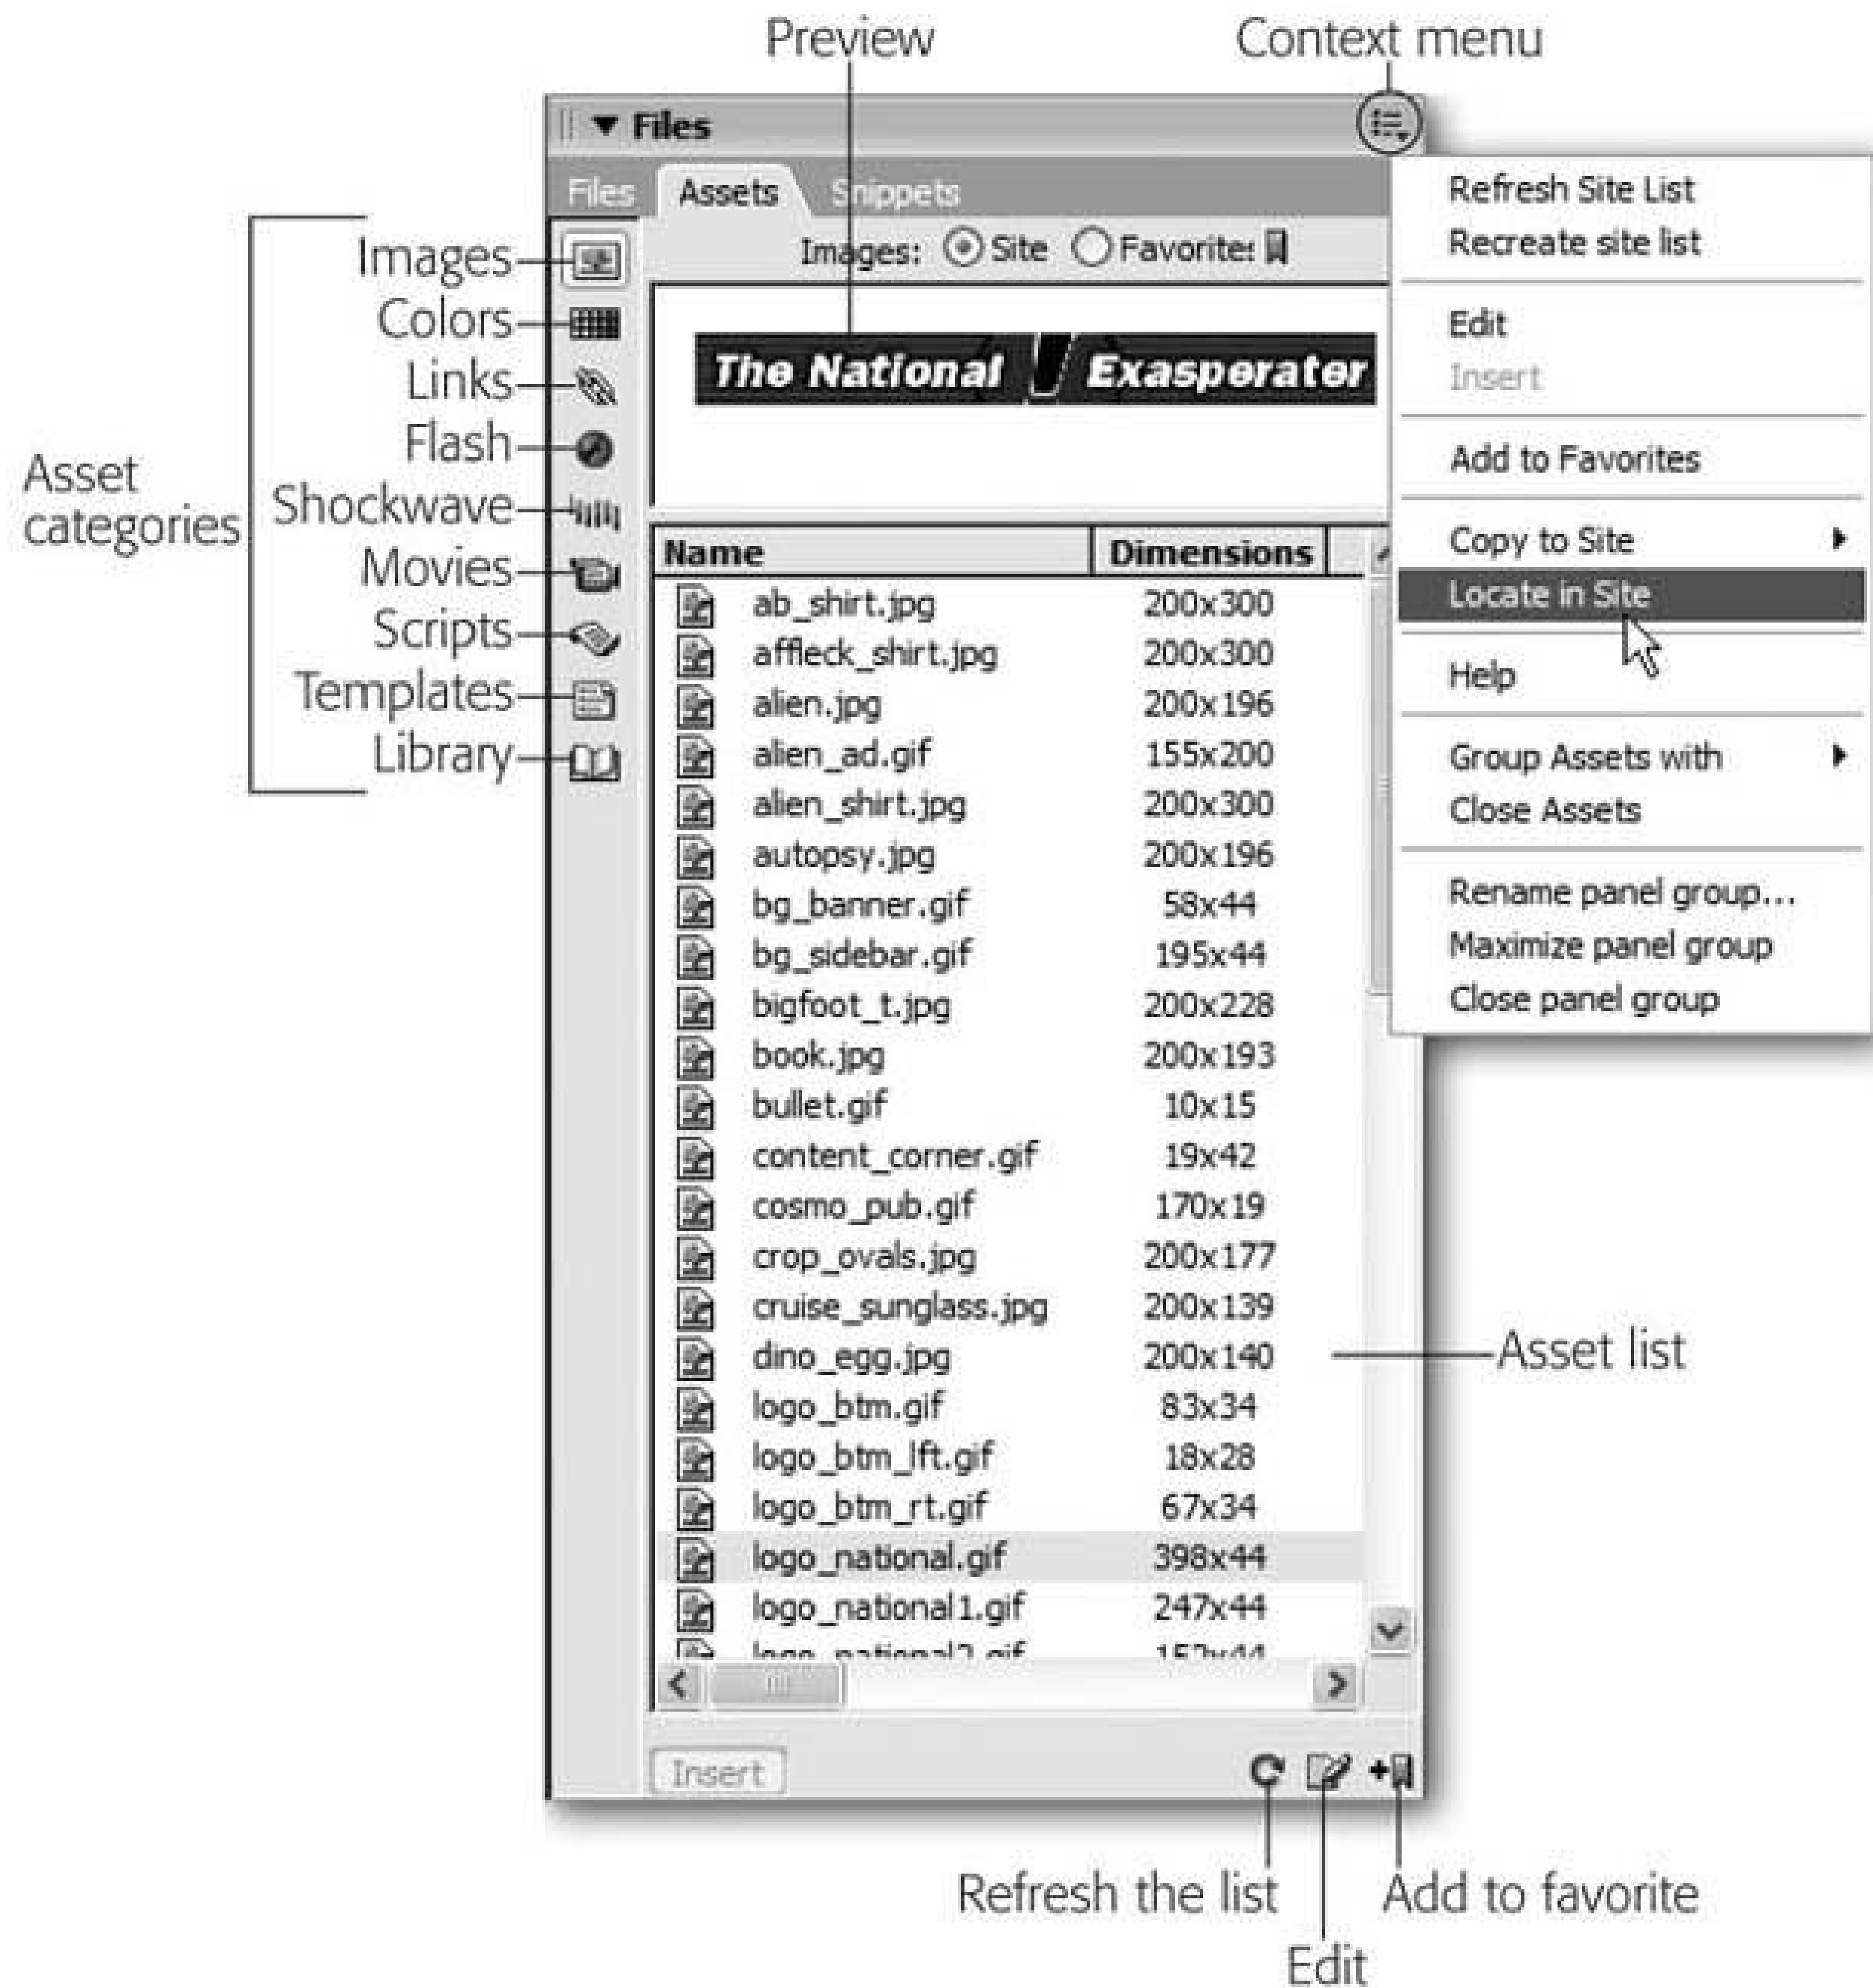 Preview
Context menu
Files
Files Assets Snippets
Images: Site Favorites
The National Exasperater
Asset
categories
Images
Colors
Links
Flash
Shockwave
Movies
Scripts
Templates
Library
Name Dimensions
ab_shirt.jpg 200x300
affleck_shirt.jpg 200x300
alien.jpg 200x196
alien_ad.gif 155x200
alien_shirt.jpg 200x300
autopsy.jpg 200x196
bg_banner.gif 58x44
bg_sidebar.gif 195x44
bigfoot_t.jpg 200x228
book.jpg 200x193
bullet.gif 10x15
content_corner.gif 19x42
cosmo_pub.gif 170x19
crop_ovals.jpg 200x177
cruise_sunglass.jpg 200x139
dino_egg.jpg 200x140
logo_btm.gif 83x34
logo_btm_lft.gif 18x28
logo_btm_rt.gif 67x34
logo_national.gif 398x44
logo_national1.gif 247x44
logo_national2.gif 152x44
Insert
Refresh Site List
Recreate site list
Edit
Insert
Add to Favorites
Copy to Site
Locate in Site
Help
Group Assets with
Close Assets
Rename panel group...
Maximize panel group
Close panel group
Asset list
Refresh the list
Edit
Add to favorite